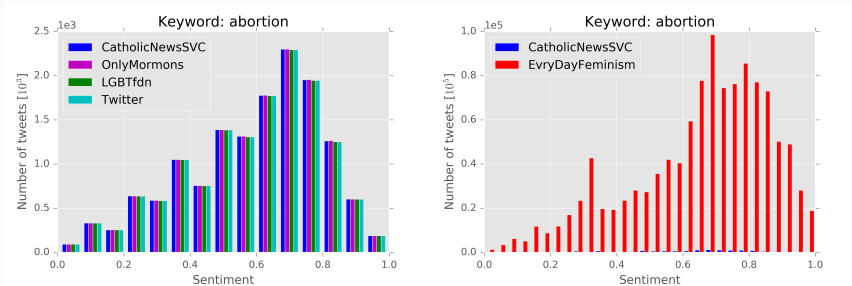 Keyword: abortion
1e3
2.5
2.0
1.5
1.0
0.5
0.0
Number of tweets [10³]
CatholicNewsSVC
OnlyMormons
LGBTfdn
Twitter
0.0 0.2 0.4 0.6 0.8 1.0
Sentiment
Keyword: abortion
1e5
1.0
0.8
0.6
0.4
0.2
0.0
Number of tweets [10⁵]
CatholicNewsSVC
EvryDayFeminism
0.0 0.2 0.4 0.6 0.8 1.0
Sentiment